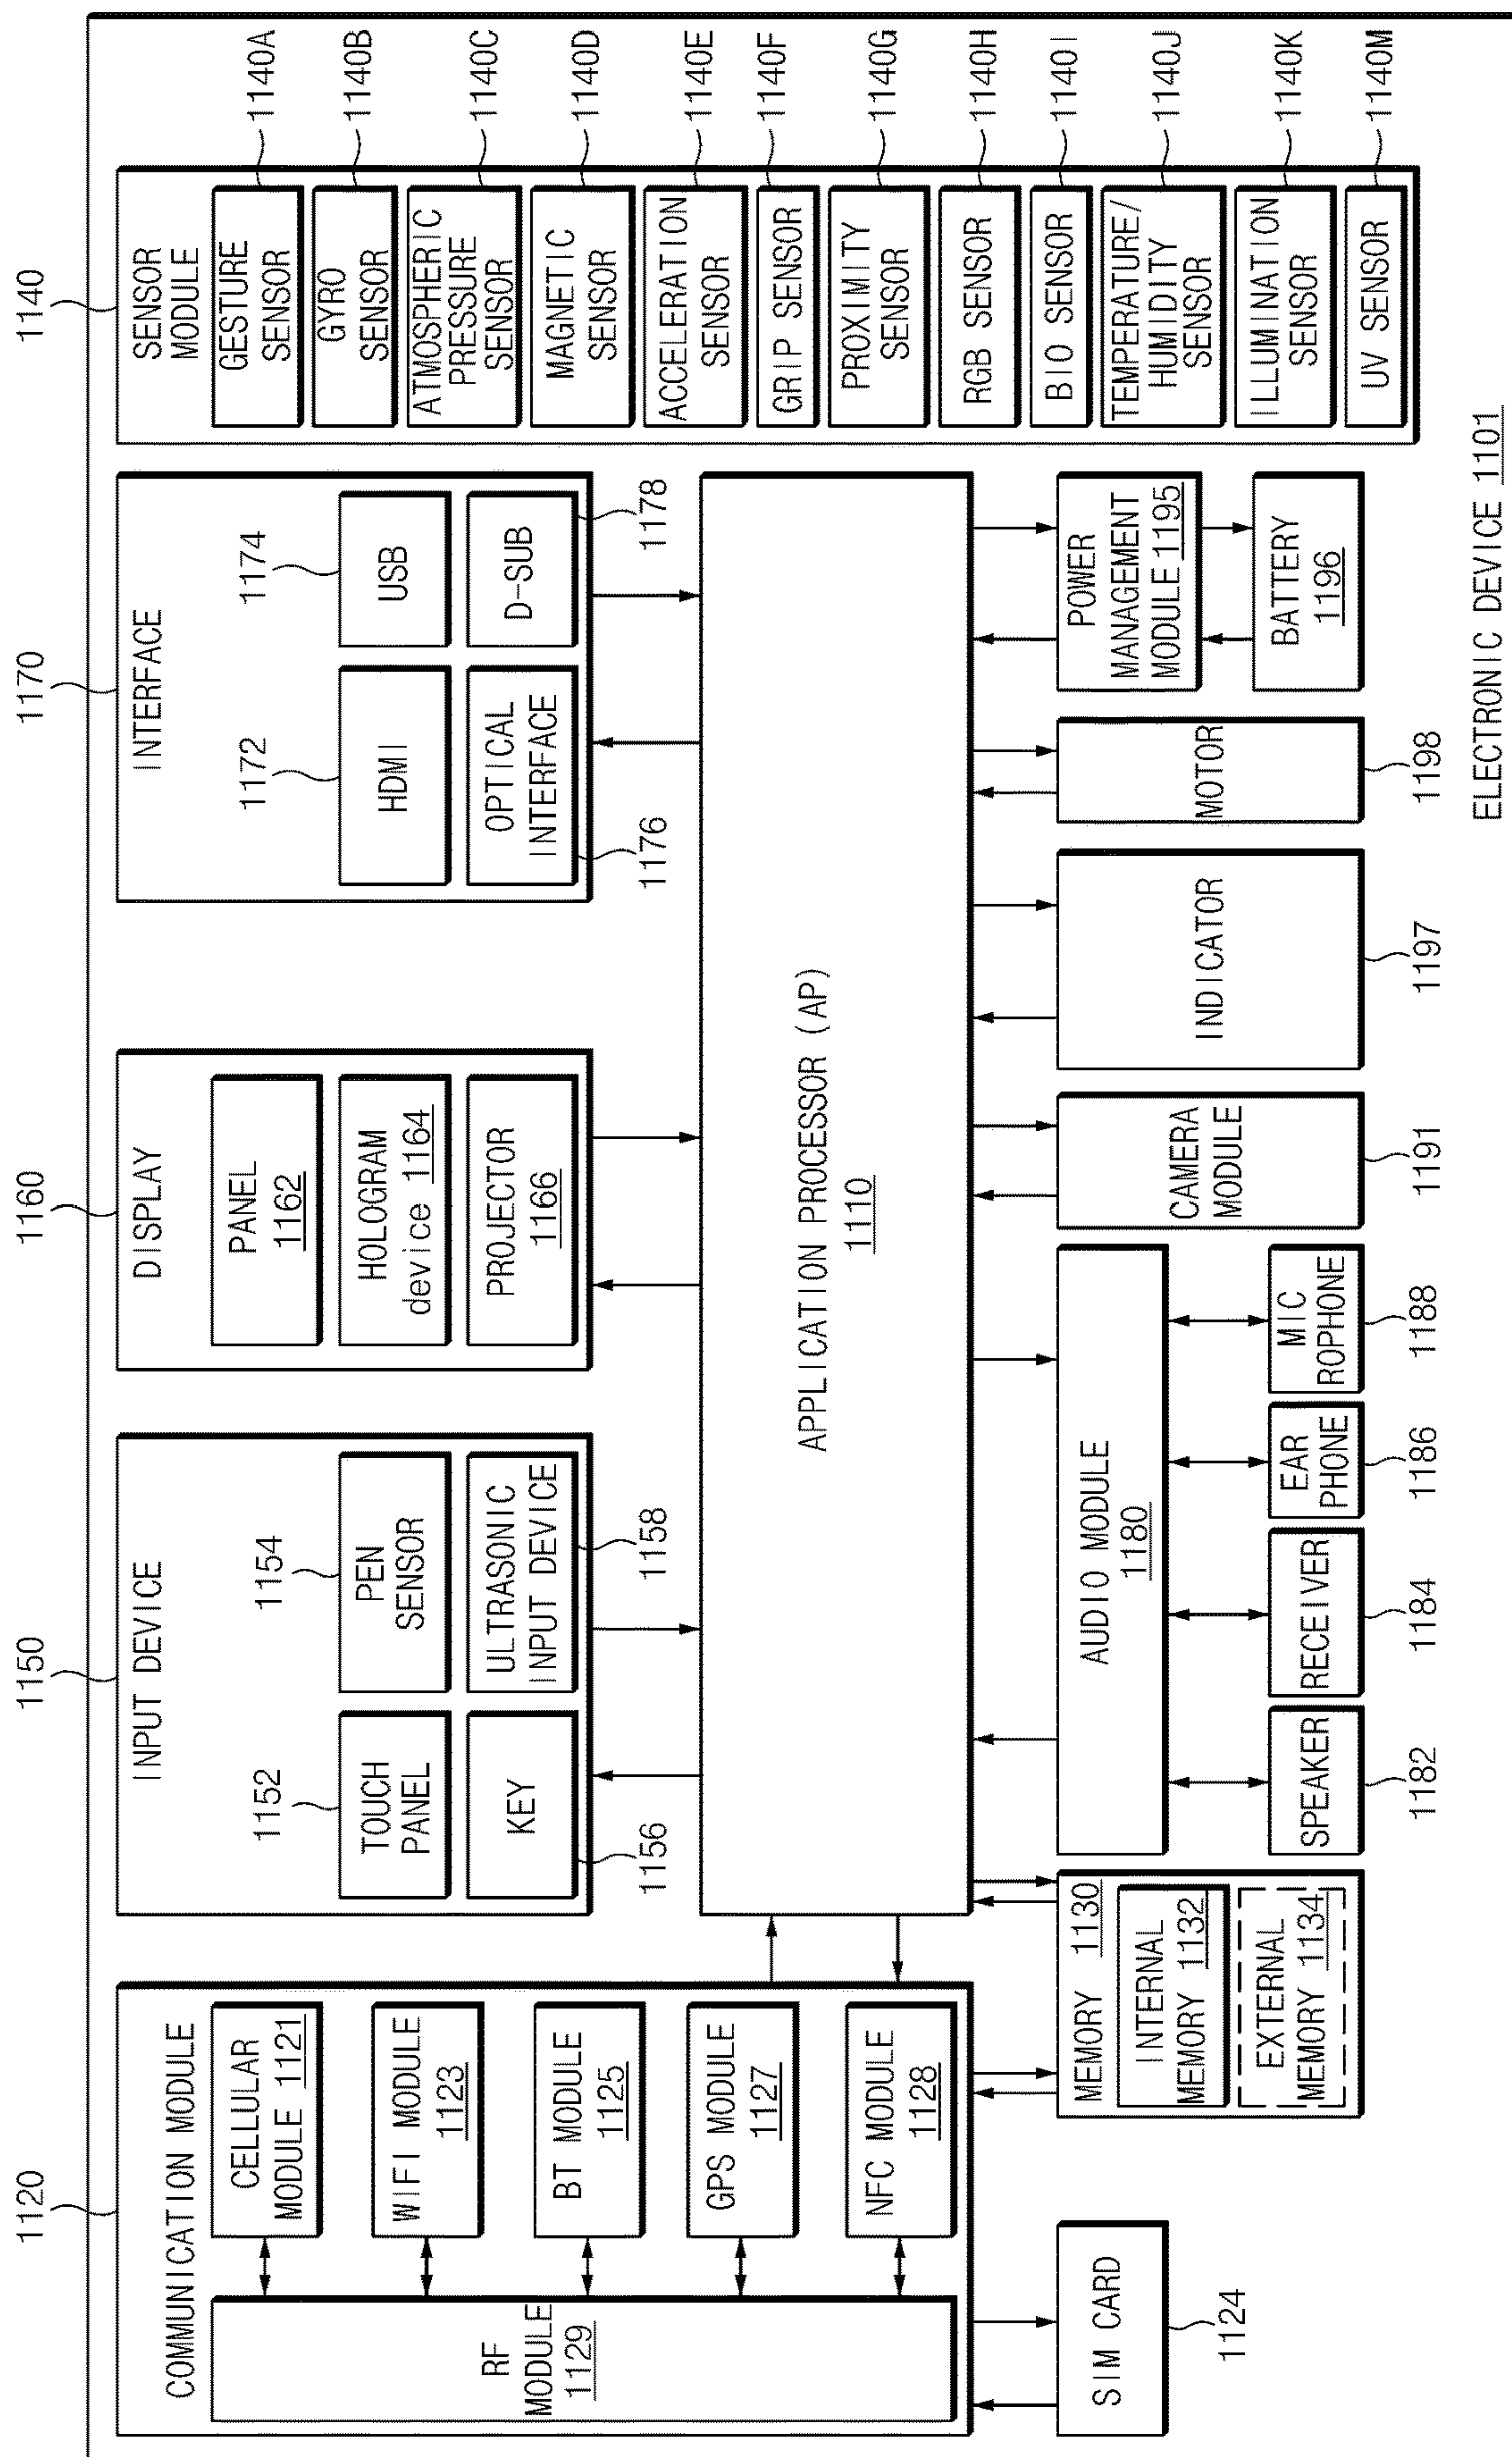 1120
COMMUNICATION MODULE
CELLULAR
MODULE 1121
WIFI MODULE
1123
BT MODULE
1125
GPS MODULE
1127
NFC MODULE
1128
RF
MODULE
1129
SIM CARD
1124
1150
INPUT DEVICE
1152
TOUCH
PANEL
1154
PEN
SENSOR
KEY
1156
ULTRASONIC
INPUT DEVICE
1158
1160
DISPLAY
PANEL
1162
HOLOGRAM
device 1164
PROJECTOR
1166
1170
INTERFACE
1172
HDMI
1174
USB
OPTICAL
INTERFACE
1176
D-SUB
1178
1140
SENSOR
MODULE
GESTURE
SENSOR
1140A
GYRO
SENSOR
1140B
ATMOSPHERIC
PRESSURE
SENSOR
1140C
MAGNETIC
SENSOR
1140D
ACCELERATION
SENSOR
1140E
GRIP SENSOR
1140F
PROXIMITY
SENSOR
1140G
RGB SENSOR
1140H
BIO SENSOR
1140I
TEMPERATURE/
HUMIDITY
SENSOR
1140J
ILLUMINATION
SENSOR
1140K
UV SENSOR
1140M
APPLICATION PROCESSOR (AP)
1110
MEMORY 1130
INTERNAL
MEMORY 1132
EXTERNAL
MEMORY 1134
AUDIO MODULE
1180
SPEAKER
1182
RECEIVER
1184
EAR
PHONE
1186
MIC
ROPHONE
1188
CAMERA
MODULE
1191
INDICATOR
1197
MOTOR
1198
POWER
MANAGEMENT
MODULE 1195
BATTERY
1196
ELECTRONIC DEVICE 1101